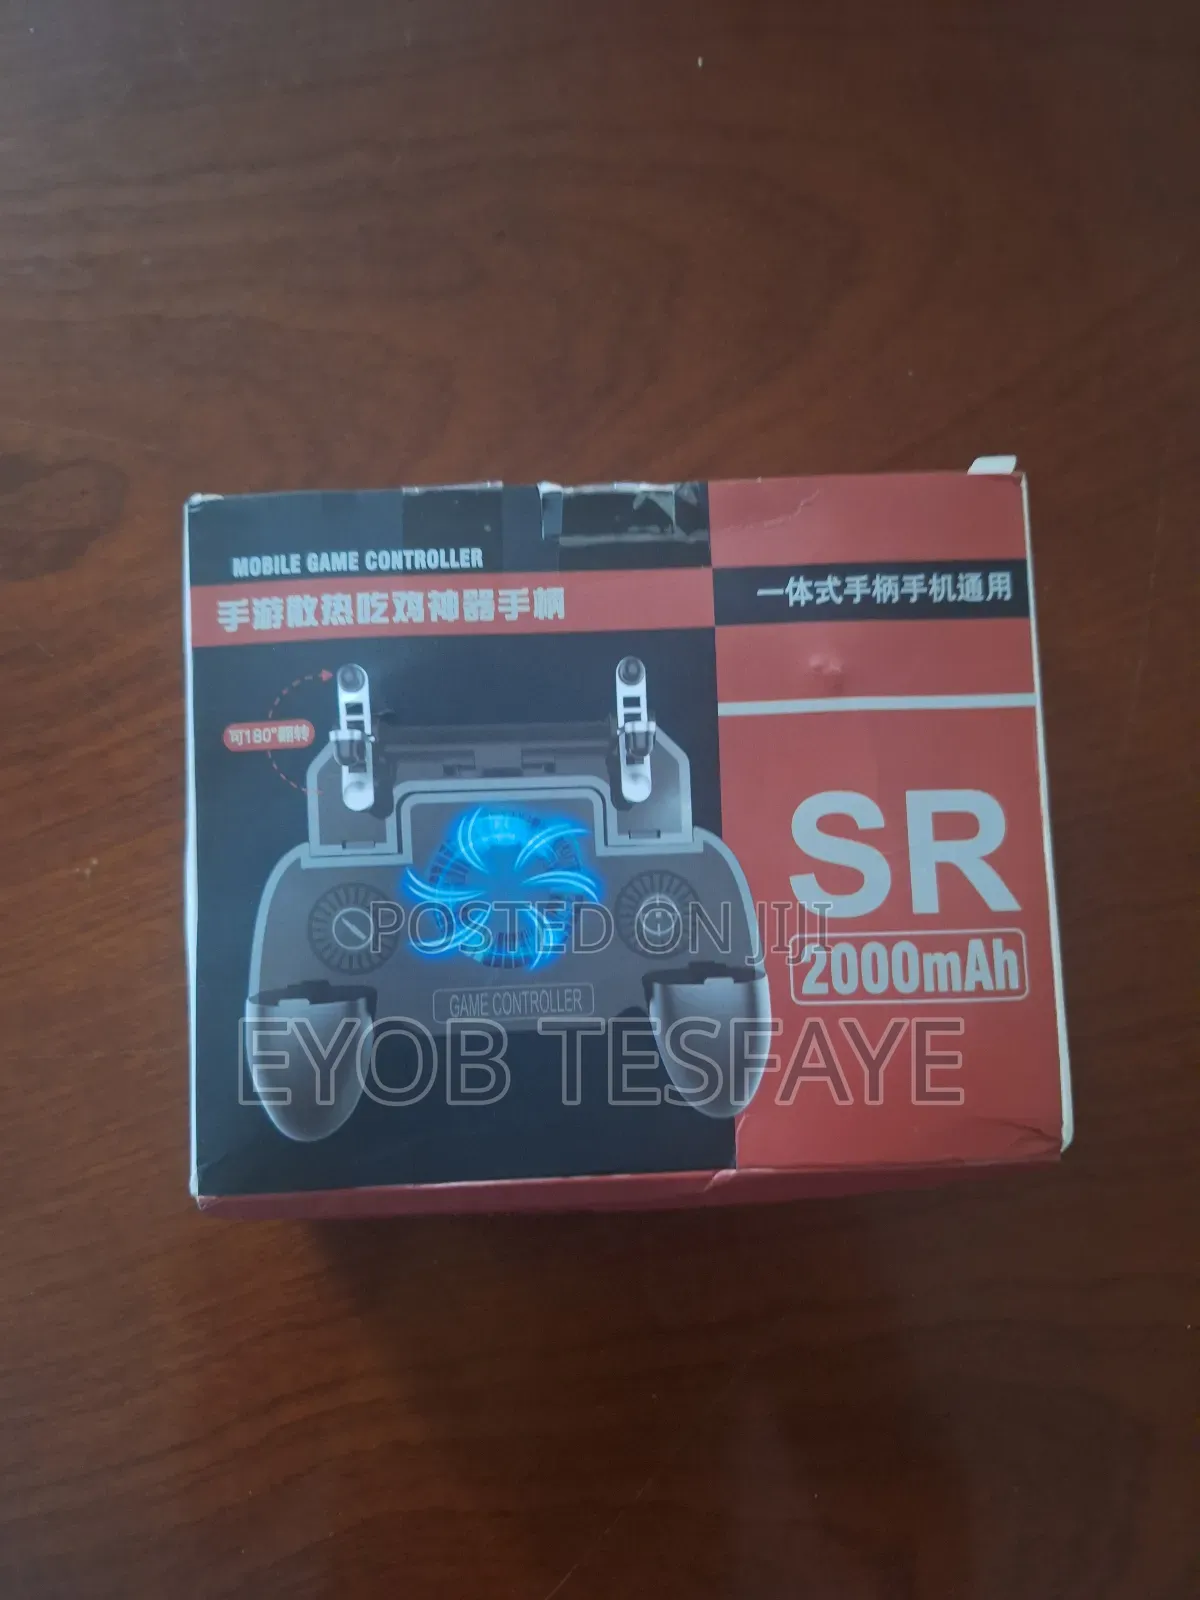 MOBILE GAME CONTROLLER
手游散热吃鸡神器手柄
一体式手柄手机通用
可180°翻转
SR
2000mAh
POSTED ON JIJI
GAME CONTROLLER
EYOB TESFAYE